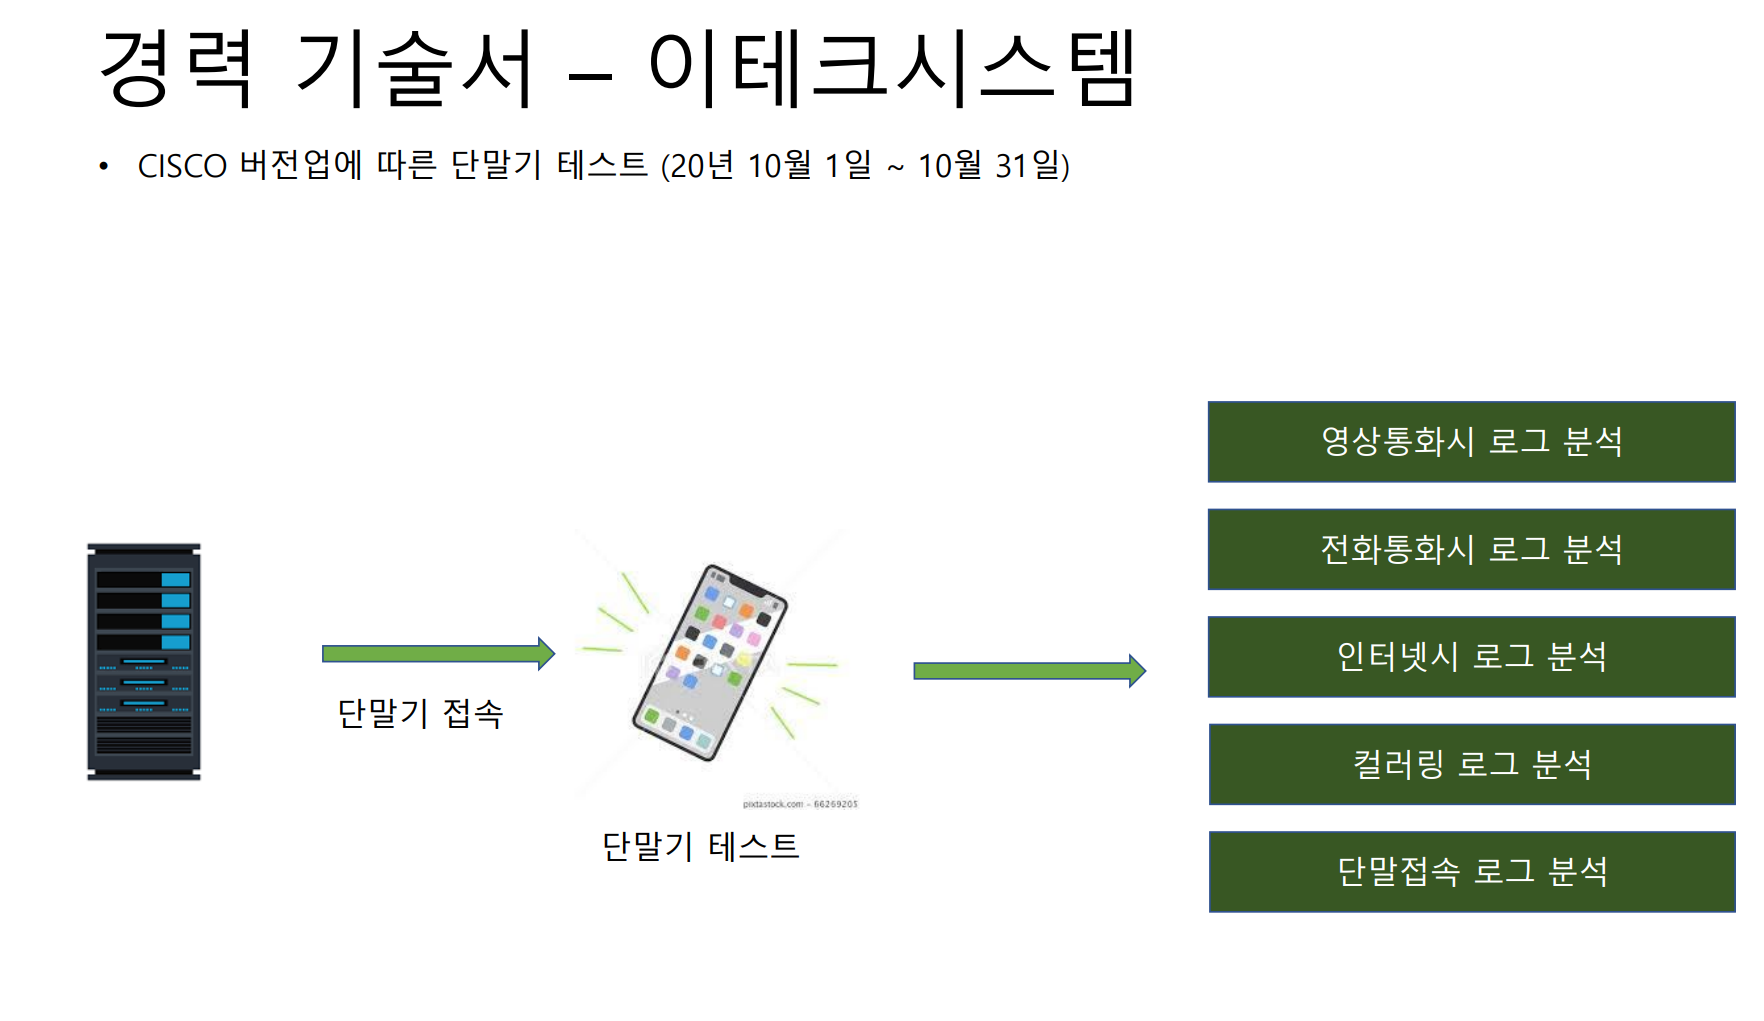 경력 기술서 – 이테크시스템
• CISCO 버전업에 따른 단말기 테스트 (20년 10월 1일 ~ 10월 31일)
영상통화시 로그 분석
전화통화시 로그 분석
인터넷시 로그 분석
컬러링 로그 분석
단말접속 로그 분석
단말기 접속
pixtastock.com - 66269205
단말기 테스트